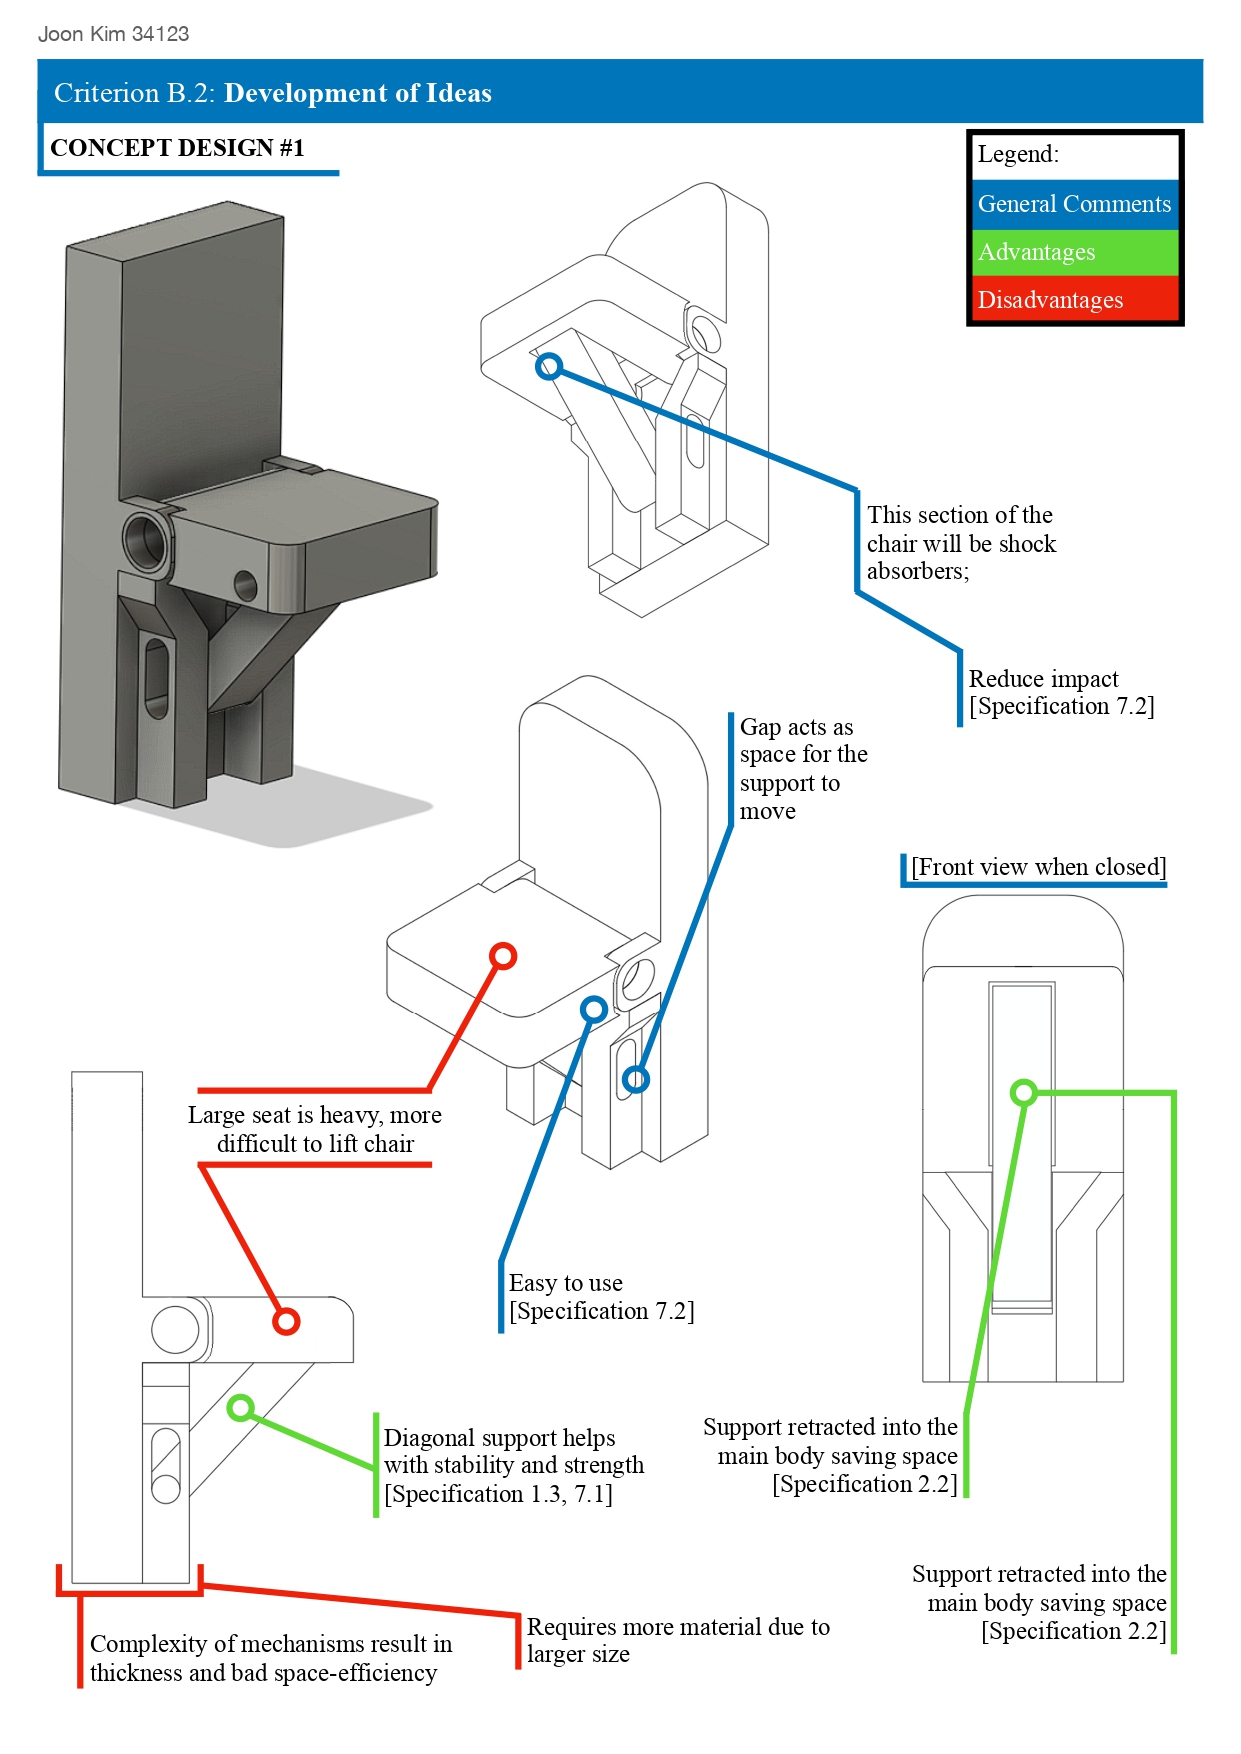 Joon Kim 34123
Criterion B.2: Development of Ideas
CONCEPT DESIGN #1
Legend:
General Comments
Advantages
Disadvantages
This section of the
chair will be shock
absorbers;
Reduce impact
[Specification 7.2]
Gap acts as
space for the
support to
move
[Front view when closed]
Large seat is heavy, more
difficult to lift chair
Easy to use
[Specification 7.2]
Diagonal support helps
with stability and strength
[Specification 1.3, 7.1]
Support retracted into the
main body saving space
[Specification 2.2]
Support retracted into the
main body saving space
[Specification 2.2]
Requires more material due to
larger size
Complexity of mechanisms result in
thickness and bad space-efficiency